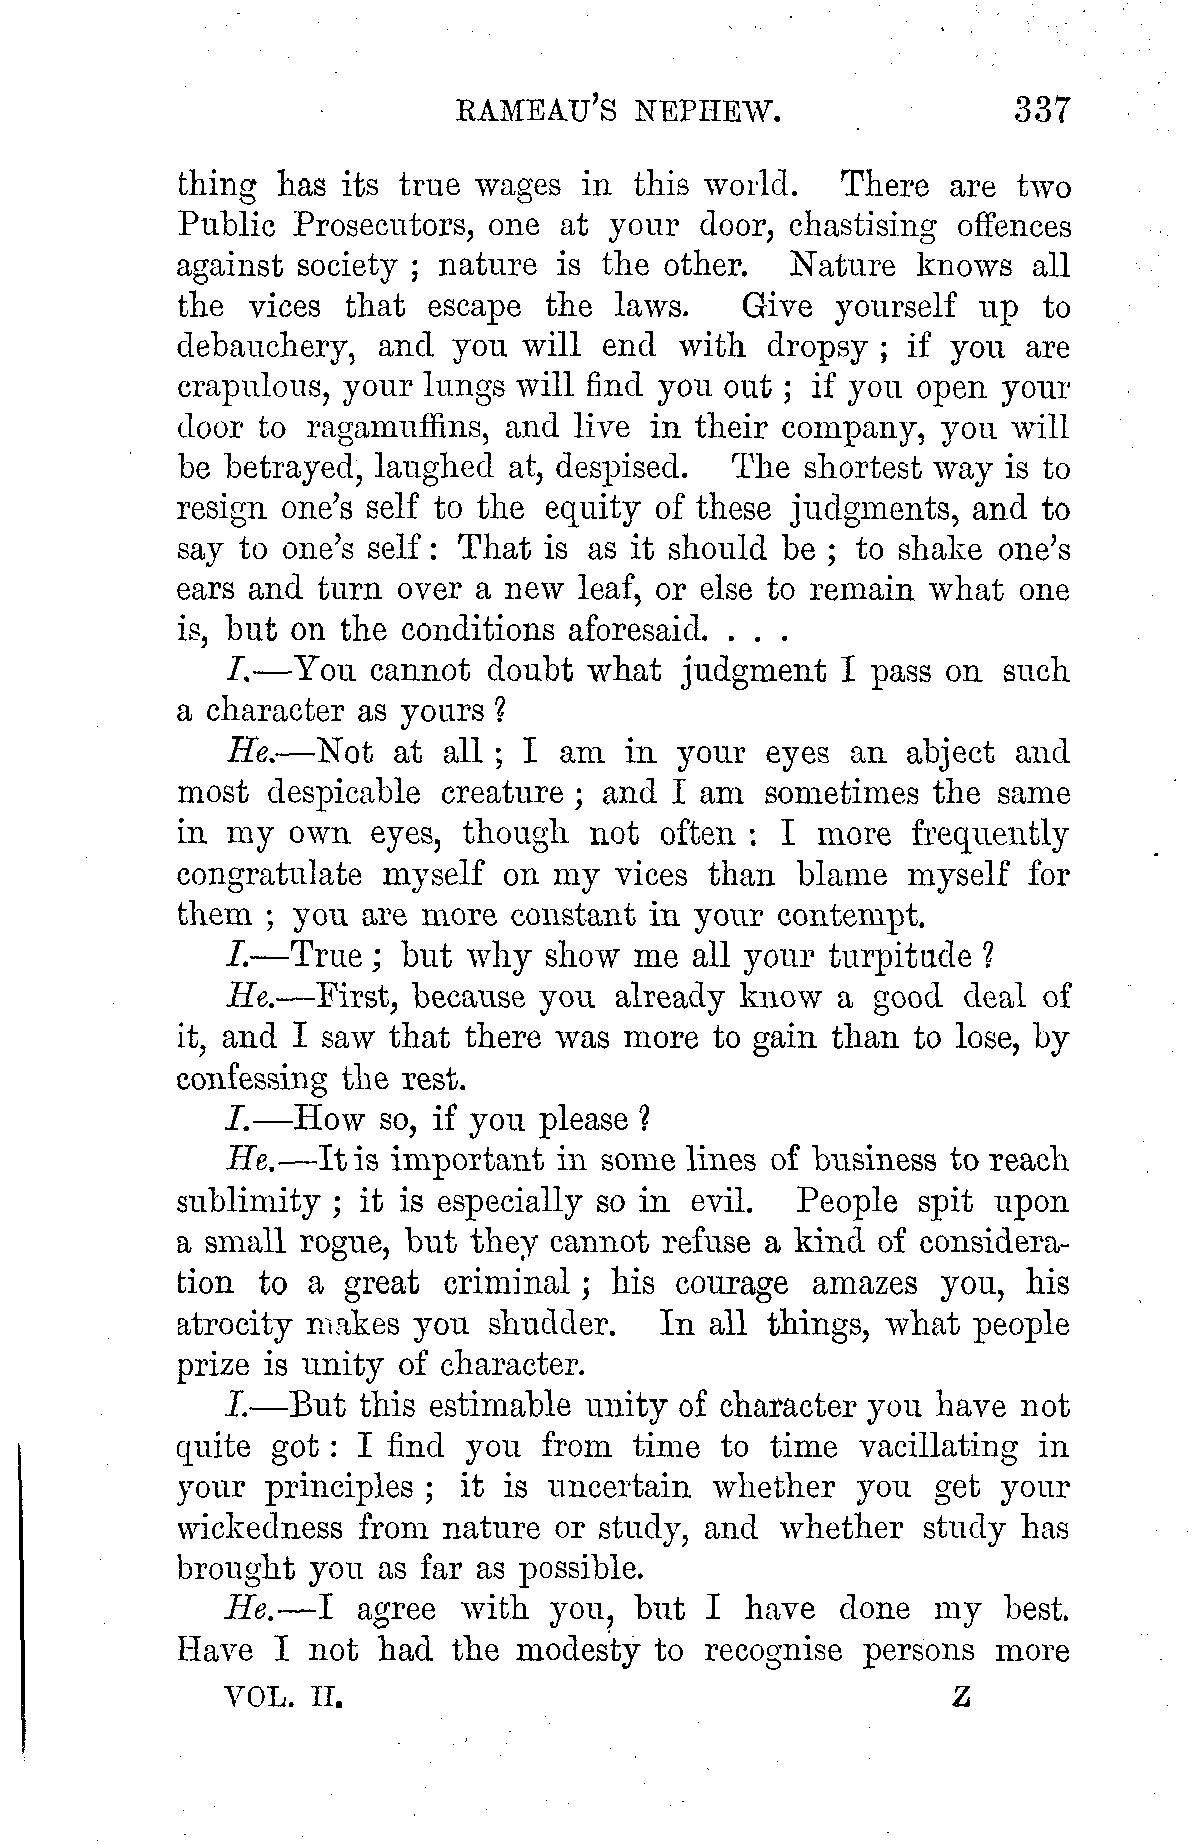 RAMEAU'S NEPHEW. 337
thing has its true wages in this world. There are two
Public Prosecutors, one at your door, chastising offences
against society ; nature is the other. Nature knows all
the vices that escape the laws. Give yourself up to
debauchery, and you will end with dropsy ; if you are
crapulous, your lungs will find you out ; if you open your
door to ragamuffins, and live in their company, you will
be betrayed, laughed at, despised. The shortest way is to
resign one's self to the equity of these judgments, and to
say to one's self : That is as it should be ; to shake one's
ears and turn over a new leaf, or else to remain what one
is, but on the conditions aforesaid. . . .
I.—You cannot doubt what judgment I pass on such
a character as yours ?
He.—Not at all ; I am in your eyes an abject and
most despicable creature ; and I am sometimes the same
in my own eyes, though not often : I more frequently
congratulate myself on my vices than blame myself for
them ; you are more constant in your contempt.
I.—True ; but why show me all your turpitude ?
He.—First, because you already know a good deal of
it, and I saw that there was more to gain than to lose, by
confessing the rest.
I.—How so, if you please ?
He.—It is important in some lines of business to reach
sublimity ; it is especially so in evil. People spit upon
a small rogue, but they cannot refuse a kind of considera-
tion to a great criminal ; his courage amazes you, his
atrocity makes you shudder. In all things, what people
prize is unity of character.
I.—But this estimable unity of character you have not
quite got : I find you from time to time vacillating in
your principles ; it is uncertain whether you get your
wickedness from nature or study, and whether study has
brought you as far as possible.
He.—I agree with you, but I have done my best.
Have I not had the modesty to recognise persons more
VOL. II. Z